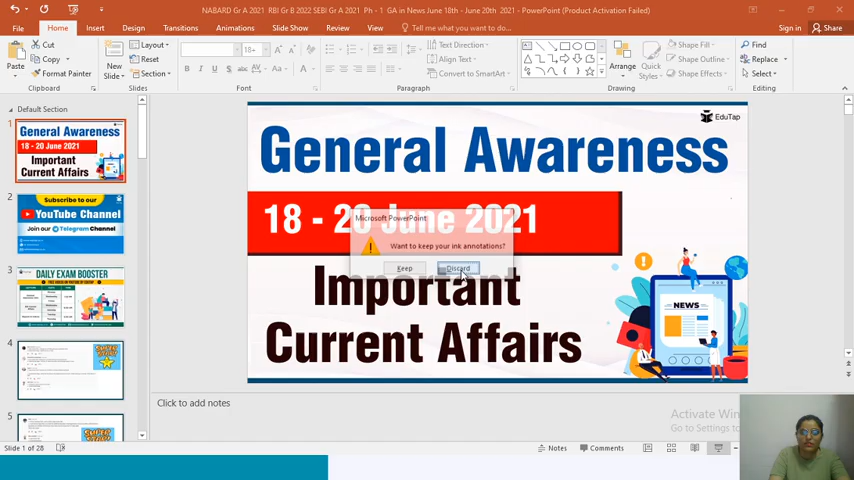 NABARD Gr A 2021 RBI Gr B 2022 SEBI Gr A 2021 Ph - 1 GA in News June 18th - June 20th 2021 - PowerPoint (Product Activation Failed)
File Home Insert Design Transitions Animations Slide Show Review View Tell me what you want to do... Sign in Share
Paste
Cut
Copy
Format Painter
Clipboard
New
Slide
Layout
Reset
Section
Slides
18+
Font
Text Direction
Align Text
Convert to SmartArt
Paragraph
Arrange
Quick
Styles
Shape Fill
Shape Outline
Shape Effects
Drawing
Find
Replace
Select
Editing
Default Section
1
General Awareness
18 - 20 June 2021
Important
Current Affairs
2
Subscribe to our
YouTube Channel
Join our Telegram Channel
3
DAILY EXAM BOOSTER
4
5
EduTap
General Awareness
18 - 20 June 2021
Important
Current Affairs
NEWS
Microsoft PowerPoint
Want to keep your ink annotations?
Keep Discard
Click to add notes
Activate Win
Go to Settings to
Slide 1 of 28
Notes Comments